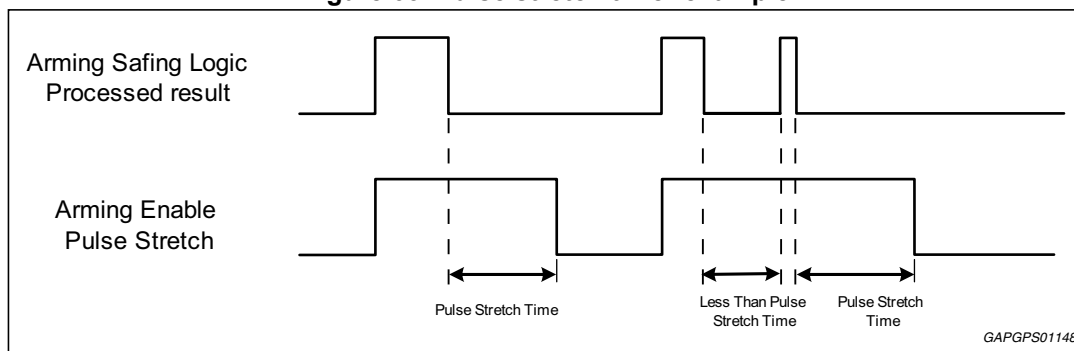 Arming Safing Logic
Processed result
Arming Enable
Pulse Stretch
Pulse Stretch Time
Less Than Pulse
Stretch Time
Pulse Stretch
Time
GAPGPS01148